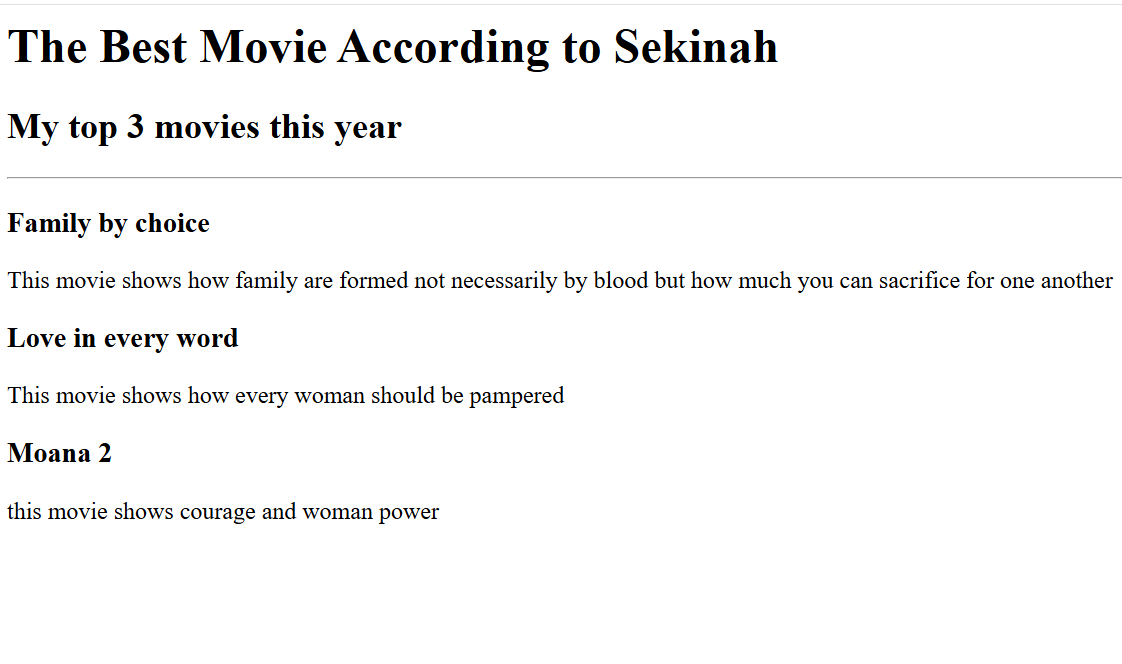 The Best Movie According to Sekinah
My top 3 movies this year
Family by choice
This movie shows how family are formed not necessarily by blood but how much you can sacrifice for one another
Love in every word
This movie shows how every woman should be pampered
Moana 2
this movie shows courage and woman power